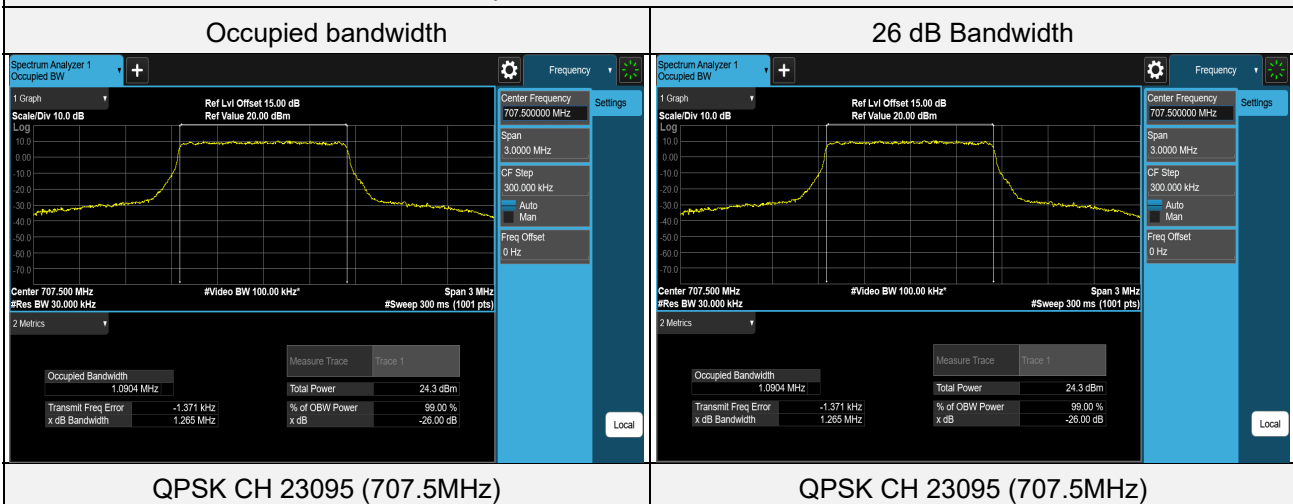 Occupied bandwidth
26 dB Bandwidth
Spectrum Analyzer 1
Occupied BW
+
Frequency
1 Graph
Scale/Div 10.0 dB
Ref Lvl Offset 15.00 dB
Ref Value 20.00 dBm
Log
10.0
0.00
-10.0
-20.0
-30.0
-40.0
-50.0
-60.0
-70.0
Center 707.500 MHz
#Res BW 30.000 kHz
#Video BW 100.00 kHz*
Span 3 MHz
#Sweep 300 ms (1001 pts)
Center Frequency
707.500000 MHz
Settings
Span
3.0000 MHz
CF Step
300.000 kHz
Auto
Man
Freq Offset
0 Hz
2 Metrics
Measure Trace Trace 1
Occupied Bandwidth
1.0904 MHz
Total Power 24.3 dBm
Transmit Freq Error -1.371 kHz
% of OBW Power 99.00 %
x dB Bandwidth 1.265 MHz
x dB -26.00 dB
Local
Spectrum Analyzer 1
Occupied BW
+
Frequency
1 Graph
Scale/Div 10.0 dB
Ref Lvl Offset 15.00 dB
Ref Value 20.00 dBm
Log
10.0
0.00
-10.0
-20.0
-30.0
-40.0
-50.0
-60.0
-70.0
Center 707.500 MHz
#Res BW 30.000 kHz
#Video BW 100.00 kHz*
Span 3 MHz
#Sweep 300 ms (1001 pts)
Center Frequency
707.500000 MHz
Settings
Span
3.0000 MHz
CF Step
300.000 kHz
Auto
Man
Freq Offset
0 Hz
2 Metrics
Measure Trace Trace 1
Occupied Bandwidth
1.0904 MHz
Total Power 24.3 dBm
Transmit Freq Error -1.371 kHz
% of OBW Power 99.00 %
x dB Bandwidth 1.265 MHz
x dB -26.00 dB
Local
QPSK CH 23095 (707.5MHz)
QPSK CH 23095 (707.5MHz)